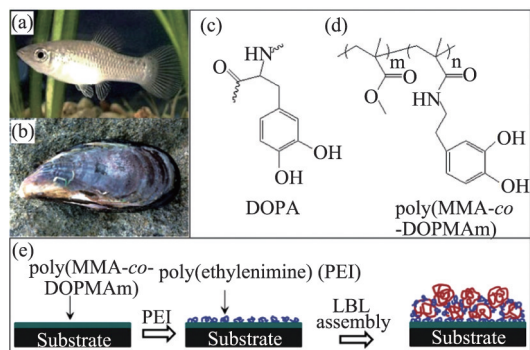 (a)
(b)
(c)
HN
O
OH
OH
DOPA
(d)
m
n
O
O
O
HN
OH
OH
poly(MMA-co
-DOPMAm)
(e)
poly(MMA-co-
DOPMAm)
poly(ethylenimine) (PEI)
PEI
LBL
assembly
Substrate
Substrate
Substrate